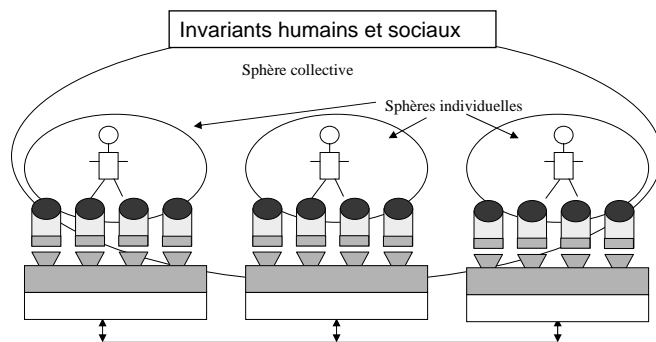 Invariants humains et sociaux
Sphère collective
Sphères individuelles